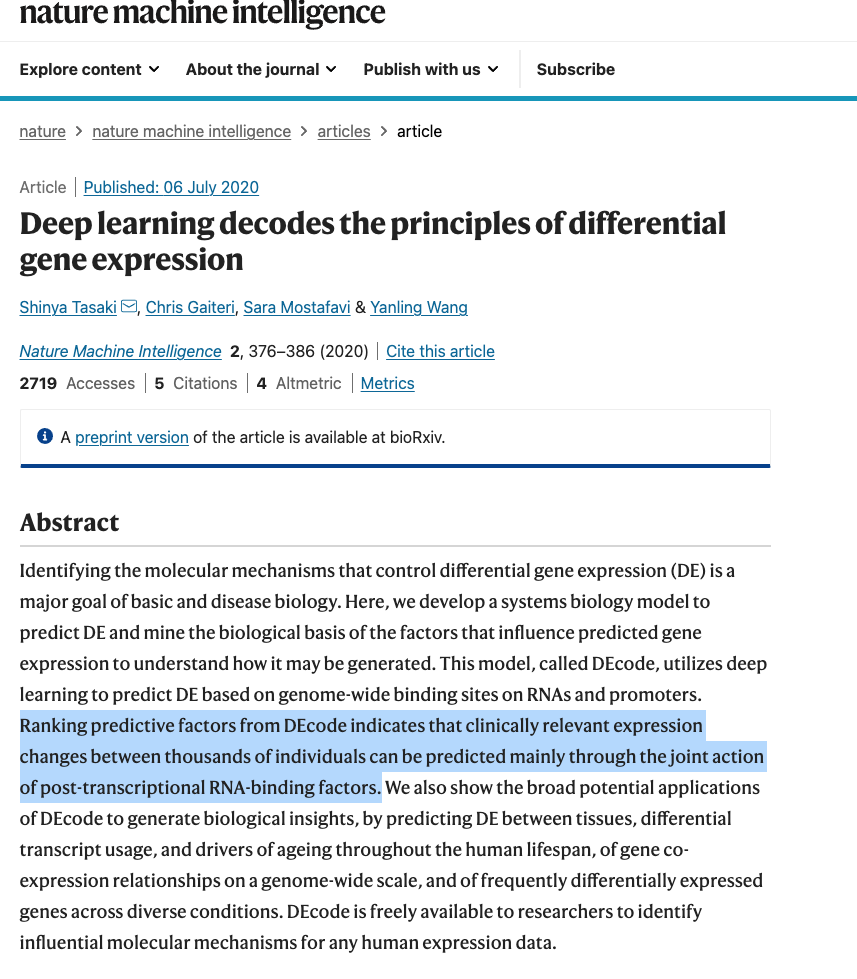 nature machine intelligence
Explore content About the journal Publish with us Subscribe
nature > nature machine intelligence > articles > article
Article | Published: 06 July 2020
Deep learning decodes the principles of differential
gene expression
Shinya Tasaki, Chris Gaiteri, Sara Mostafavi & Yanling Wang
Nature Machine Intelligence 2, 376–386 (2020) | Cite this article
2719 Accesses | 5 Citations | 4 Altmetric | Metrics
A preprint version of the article is available at bioRxiv.
Abstract
Identifying the molecular mechanisms that control differential gene expression (DE) is a
major goal of basic and disease biology. Here, we develop a systems biology model to
predict DE and mine the biological basis of the factors that influence predicted gene
expression to understand how it may be generated. This model, called DEcode, utilizes deep
learning to predict DE based on genome-wide binding sites on RNAs and promoters.
Ranking predictive factors from DEcode indicates that clinically relevant expression
changes between thousands of individuals can be predicted mainly through the joint action
of post-transcriptional RNA-binding factors. We also show the broad potential applications
of DEcode to generate biological insights, by predicting DE between tissues, differential
transcript usage, and drivers of ageing throughout the human lifespan, of gene co-
expression relationships on a genome-wide scale, and of frequently differentially expressed
genes across diverse conditions. DEcode is freely available to researchers to identify
influential molecular mechanisms for any human expression data.